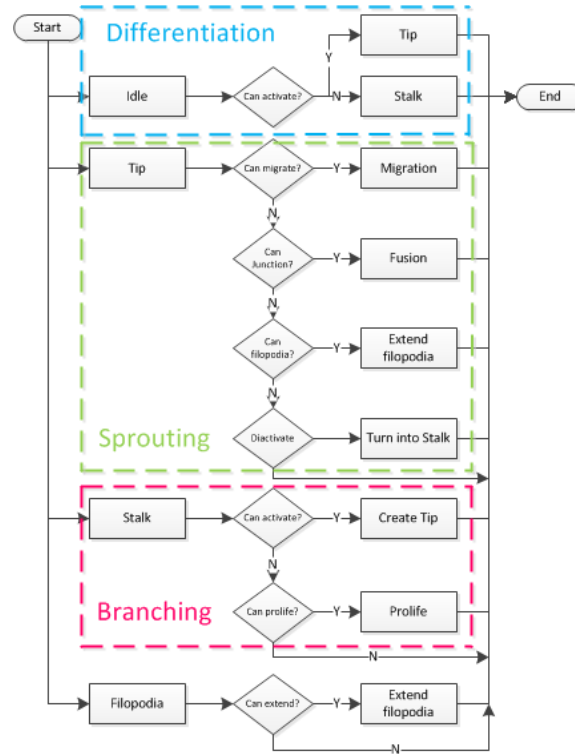 Start
Differentiation
Tip
Y
Idle
Can activate?
N
Stalk
End
Tip
Can migrate?
Y
Migration
N
Can
Junction?
Y
Fusion
N
Can
filopodia?
Y
Extend
filopodia
N
Sprouting
Diactivate
Turn into Stalk
Stalk
Can activate?
Y
Create Tip
N
Branching
Can prolife?
Y
Prolife
N
Filopodia
Can extend?
Y
Extend
filopodia
N